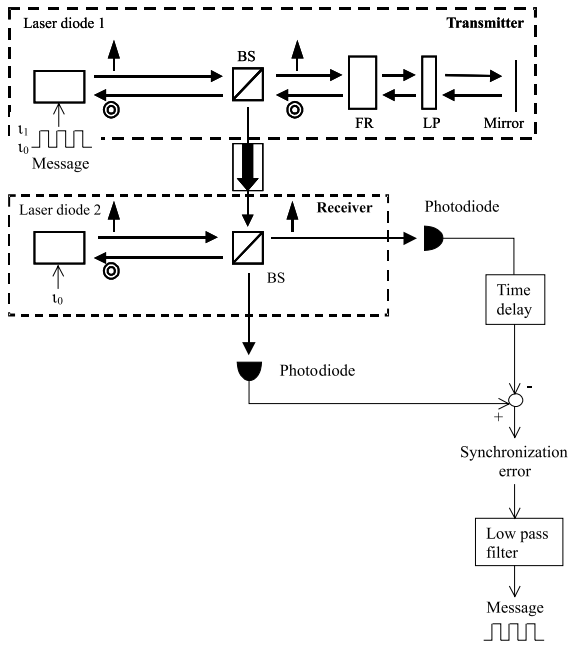 Laser diode 1
Transmitter
BS
FR
LP
Mirror
ι₁
ι₀
Message
Laser diode 2
Receiver
Photodiode
BS
ι₀
Time
delay
Photodiode
-
+
Synchronization
error
Low pass
filter
Message